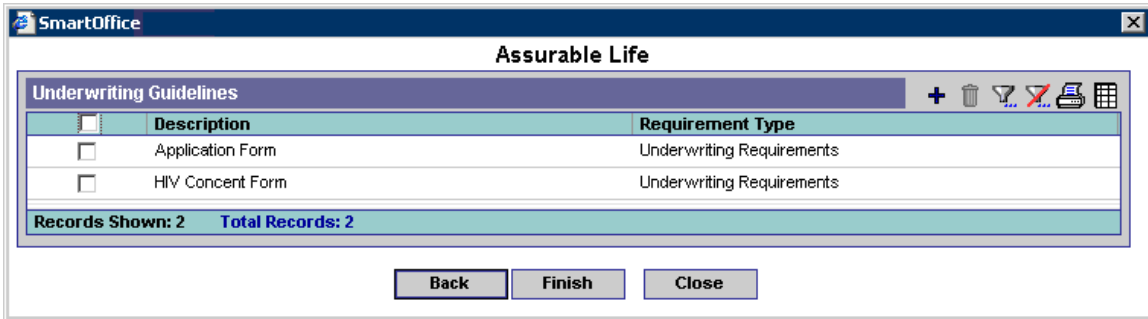 SmartOffice
Assurable Life
Underwriting Guidelines
Description Requirement Type
Application Form Underwriting Requirements
HIV Concent Form Underwriting Requirements
Records Shown: 2 Total Records: 2
Back Finish Close